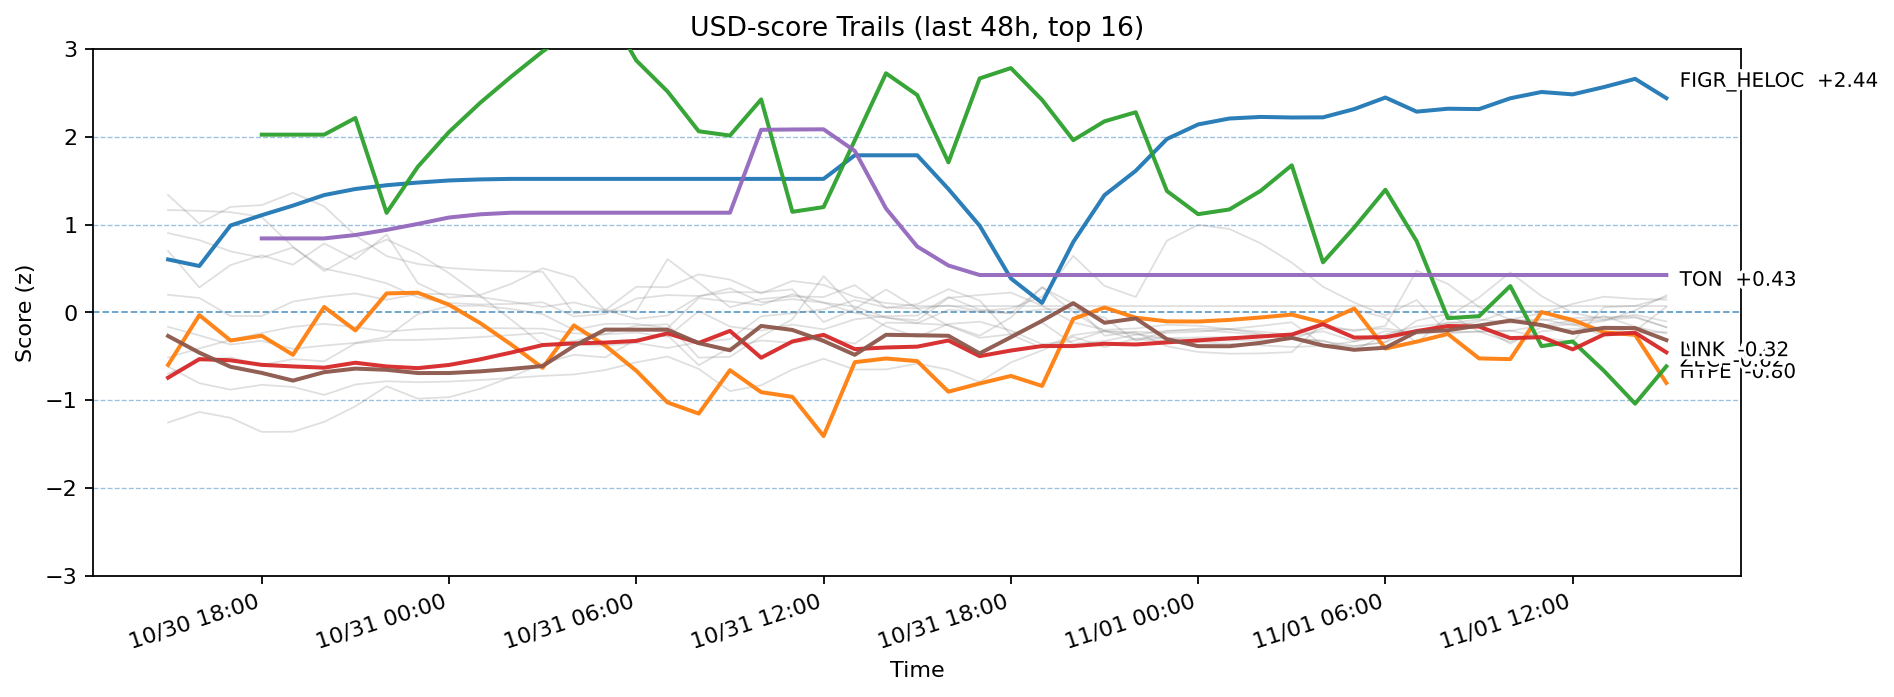 USD-score Trails (last 48h, top 16)
Score (z)
3
2
1
0
−1
−2
−3
FIGR_HELOC +2.44
TON +0.43
LINK -0.32
HYPE -0.80
10/30 18:00
10/31 00:00
10/31 06:00
10/31 12:00
10/31 18:00
11/01 00:00
11/01 06:00
11/01 12:00
Time